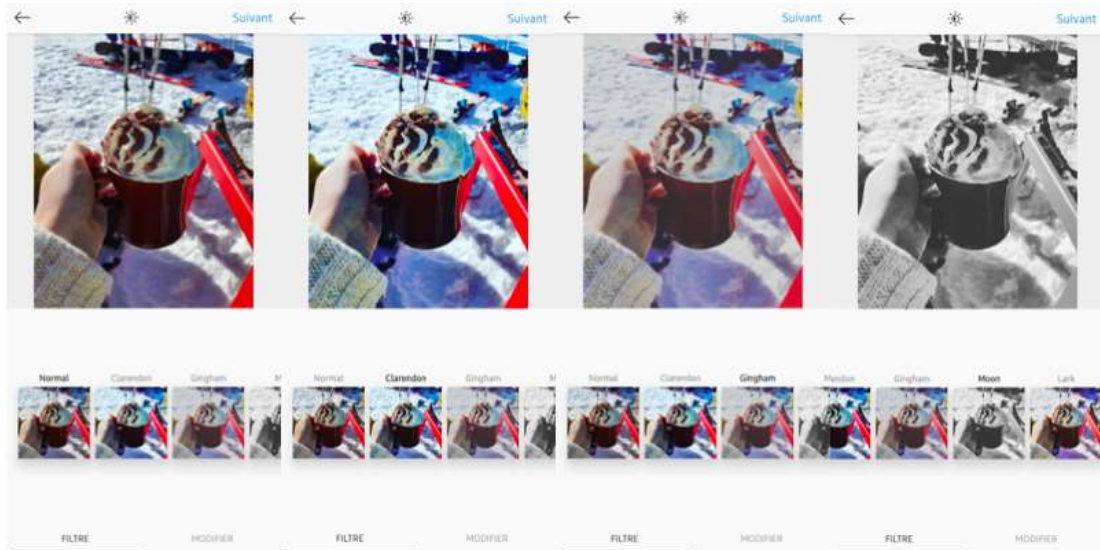 Suivant
Suivant
Suivant
Suivant
Normal Clarendon Gingham M
Normal Clarendon Gingham M
Normal Clarendon Gingham
Gingham Moon Lark
FILTRE MODIFIER
FILTRE MODIFIER
FILTRE MODIFIER
FILTRE MODIFIER